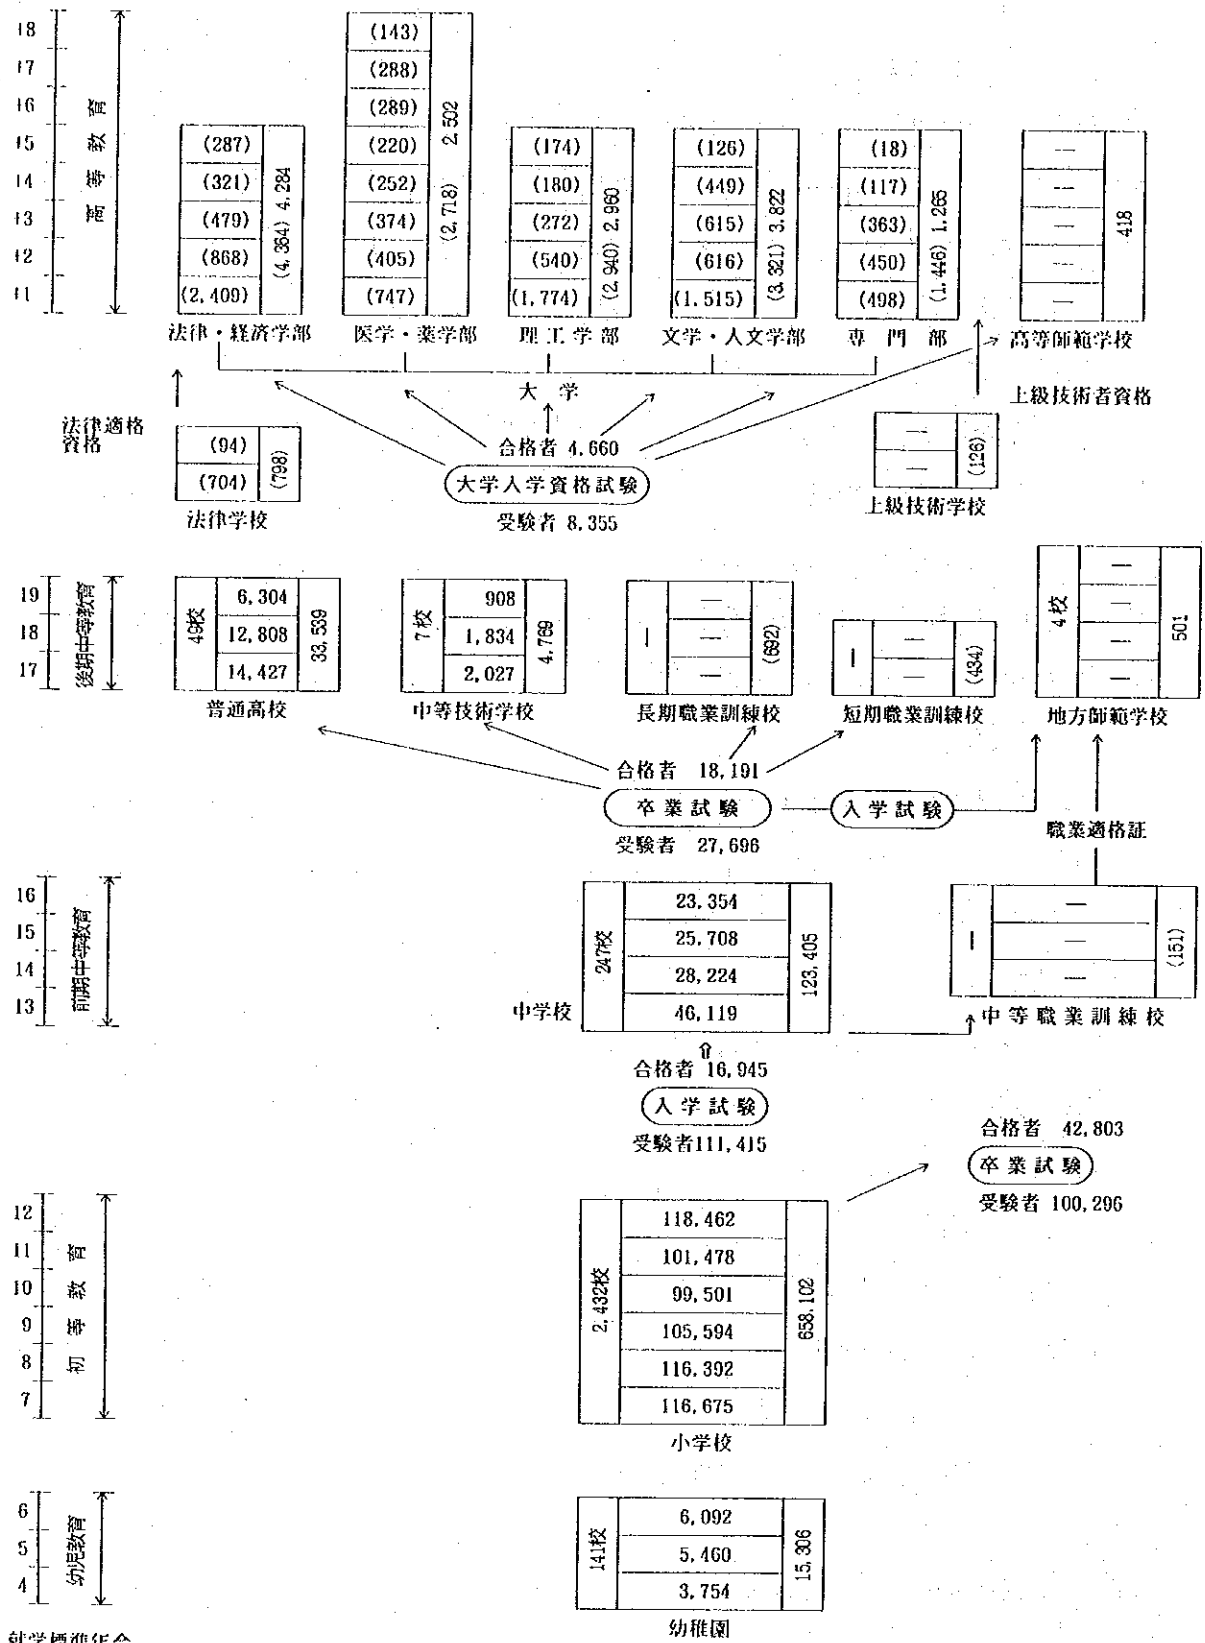 18
17
16
15
14
13
12
11
高等教育
(287)
(321)
(479)
(868)
(2,409)
(4,364) 4,284
法律・経済学部
(143)
(288)
(289)
(220)
(252)
(374)
(405)
(747)
(2,718) 2,502
医学・薬学部
(174)
(180)
(272)
(540)
(1,774)
(2,940) 2,960
理工学部
(126)
(449)
(615)
(616)
(1,515)
(3,321) 3,822
文学・人文学部
(18)
(117)
(363)
(450)
(498)
(1,446) 1,265
専門部
—
—
—
—
—
418
高等師範学校
大学
法律適格
資格
(94)
(704)
(798)
法律学校
合格者 4,660
大学入学資格試験
受験者 8,355
上級技術者資格
—
—
(126)
上級技術学校
19
18
17
後期中等教育
49校
6,304
12,808
14,427
33,539
普通高校
7校
908
1,834
2,027
4,769
中等技術学校
—
—
—
—
(692)
長期職業訓練校
—
—
—
(434)
短期職業訓練校
4校
—
—
—
—
501
地方師範学校
合格者 18,191
卒業試験
入学試験
受験者 27,696
職業適格証
16
15
14
13
前期中等教育
247校
23,354
25,708
28,224
46,119
123,405
中学校
—
—
—
—
(151)
中等職業訓練校
合格者 16,945
入学試験
受験者111,415
合格者 42,803
卒業試験
受験者 100,296
12
11
10
9
8
7
初等教育
2,432校
118,462
101,478
99,501
105,594
116,392
116,675
658,102
小学校
6
5
4
幼児教育
141校
6,092
5,460
3,754
15,306
幼稚園
就学標準年令